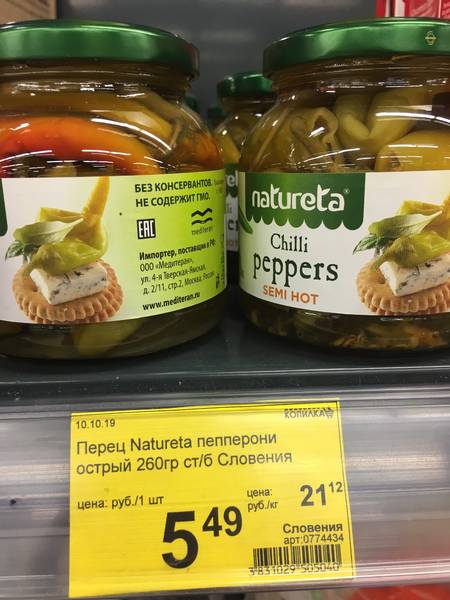 БЕЗ КОНСЕРВАНТОВ.
НЕ СОДЕРЖИТ ГМО.
EAC
mediteran
Импортер, поставщик в РФ:
ООО «Медитеран»,
ул. 4-я Тверская-Ямская,
д. 2/11, стр.2, Москва, Россия
www.mediteran.ru
natureta
Chilli
peppers
SEMI HOT
10.10.19
КОПИЛКА
Перец Natureta пепперони
острый 260гр ст/б Словения
цена: руб./1 шт
5 49
цена:
руб./кг
21 12
Словения
арт:0774434
3831029505040